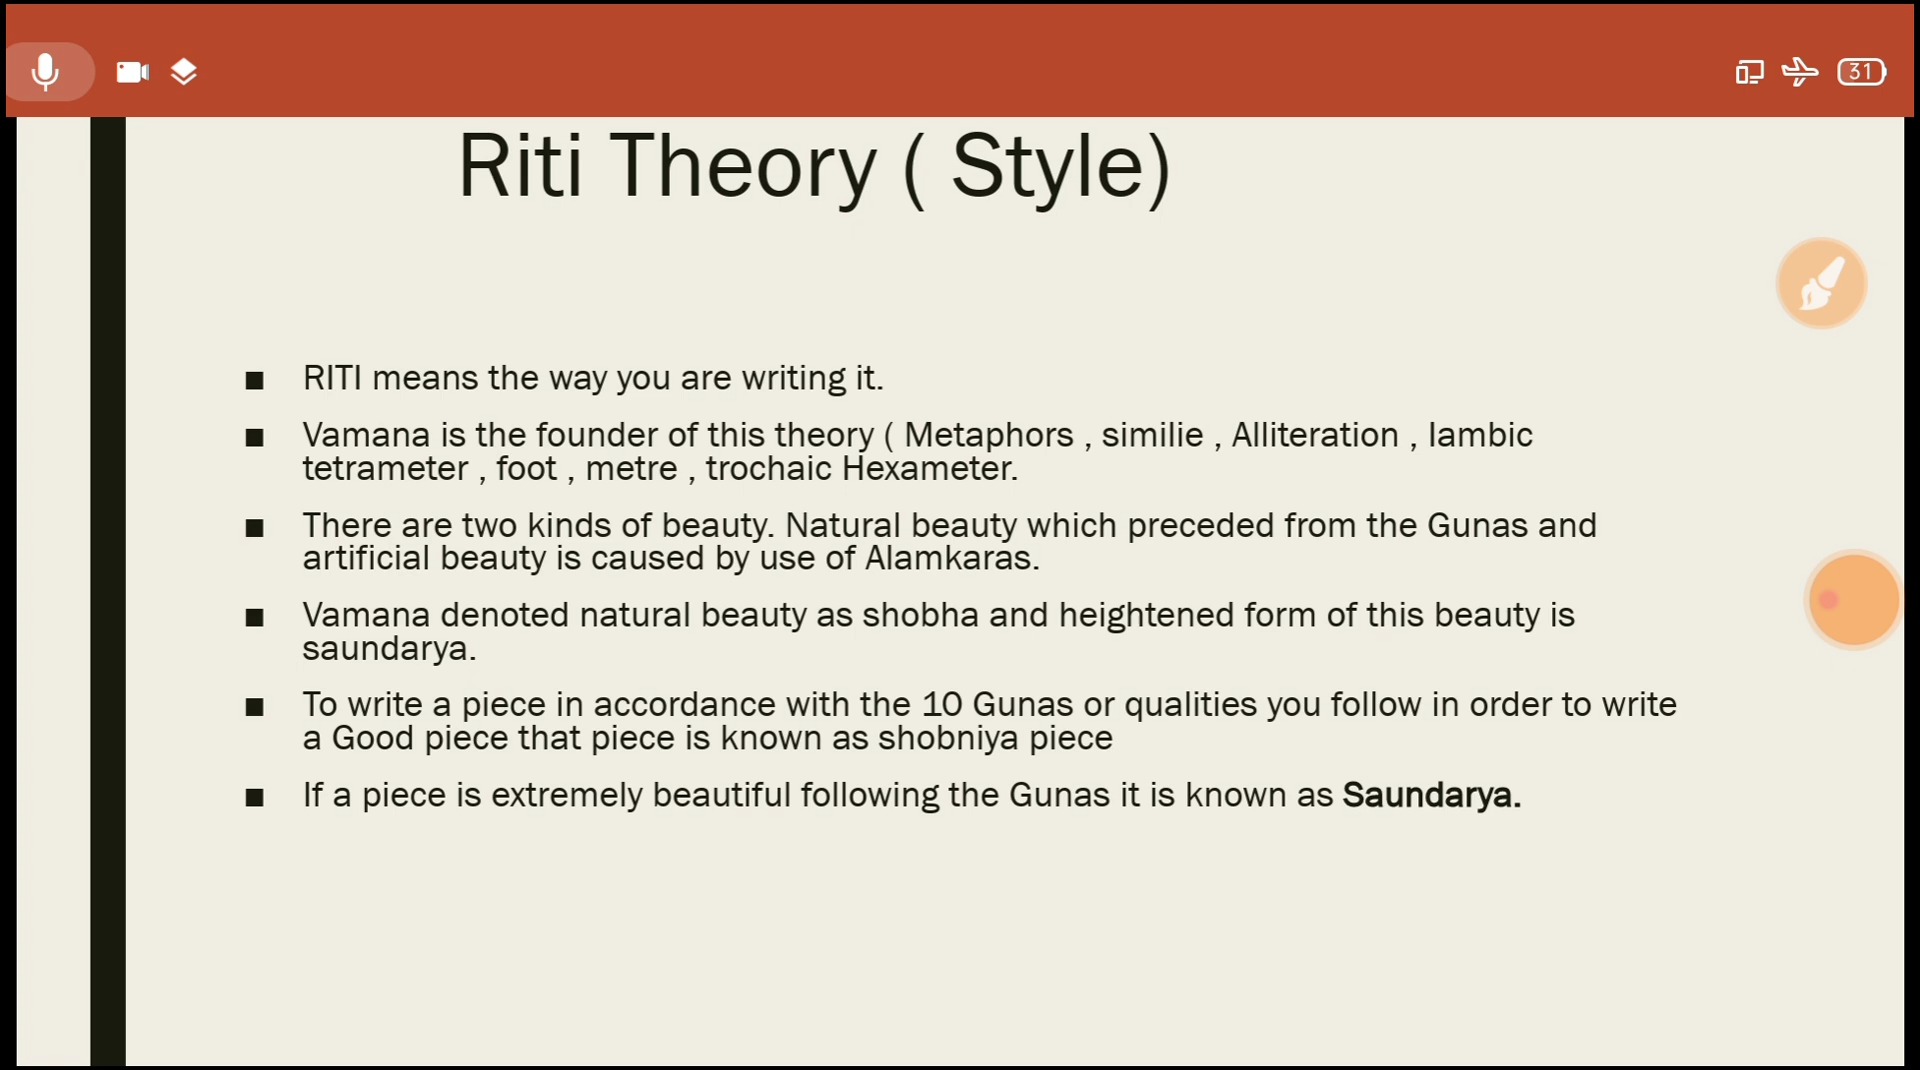 31
Riti Theory ( Style)
■ RITI means the way you are writing it.
■ Vamana is the founder of this theory ( Metaphors , similie , Alliteration , Iambic
tetrameter , foot , metre , trochaic Hexameter.
■ There are two kinds of beauty. Natural beauty which preceded from the Gunas and
artificial beauty is caused by use of Alamkaras.
■ Vamana denoted natural beauty as shobha and heightened form of this beauty is
saundarya.
■ To write a piece in accordance with the 10 Gunas or qualities you follow in order to write
a Good piece that piece is known as shobniya piece
■ If a piece is extremely beautiful following the Gunas it is known as Saundarya.